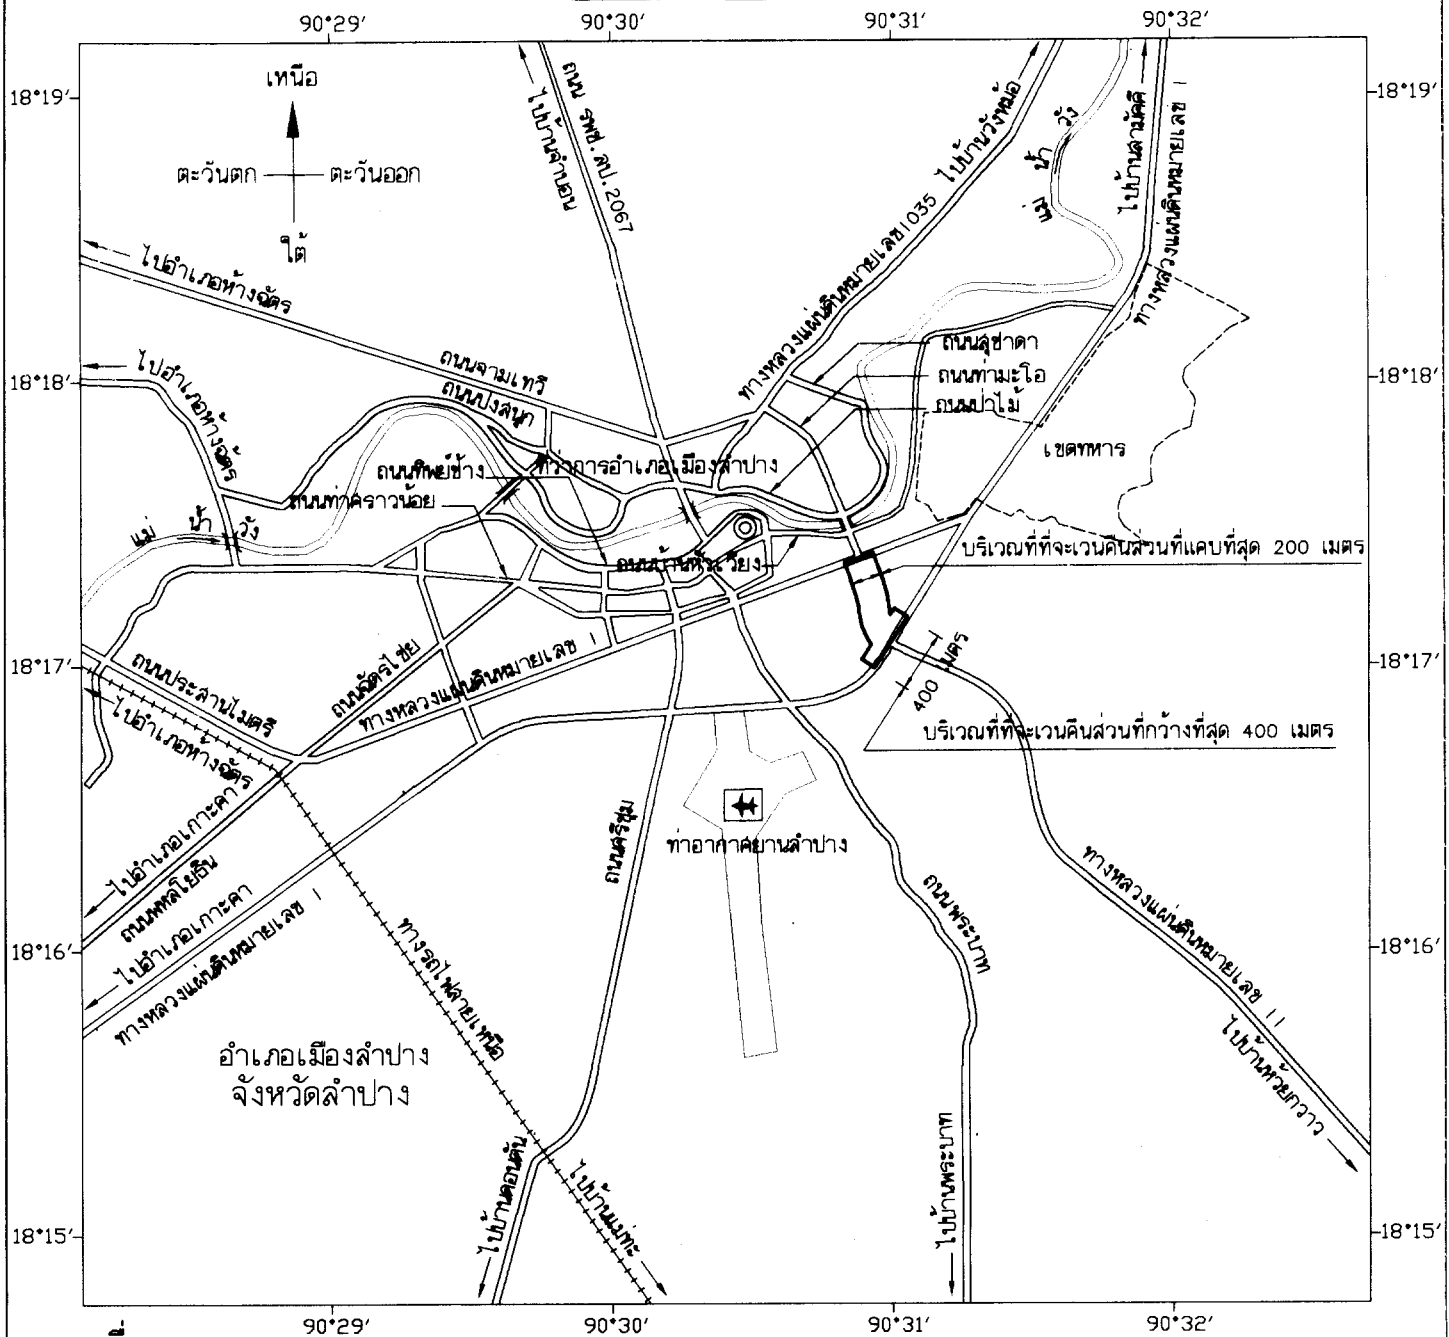 90°29′ 90°30′ 90°31′ 90°32′
เหนือ
ตะวันตก ตะวันออก
ใต้
18°19′ 18°19′
ถนน รพช.ลป.2067
ไปบ้านจำบอน
ไปบ้านวังหม้อ
ทางหลวงแผ่นดินหมายเลข 1035
แม่ น้ำ วัง
ไปบ้านสามัคคี
ทางหลวงแผ่นดินหมายเลข 1
ไปอำเภอห้างฉัตร
18°18′ 18°18′
ไปอำเภอห้างฉัตร
ถนนจามเทวี
ถนนปงสนุก
ถนนสุชาดา
ถนนท่ามะโอ
ถนนป่าไม้
เขตทหาร
ถนนทิพย์ช้าง
ที่ว่าการอำเภอเมืองลำปาง
ถนนท่าคราวน้อย
แม่ น้ำ วัง
ถนนบ้านหัวเวียง
บริเวณที่ที่จะเวนคืนส่วนที่แคบที่สุด 200 เมตร
18°17′ 18°17′
400 เมตร
ถนนประสานไมตรี
ถนนฉัตรไชย
ทางหลวงแผ่นดินหมายเลข 1
ไปอำเภอห้างฉัตร
บริเวณที่ที่จะเวนคืนส่วนที่กว้างที่สุด 400 เมตร
ไปอำเภอเกาะคา
ถนนพหลโยธิน
ถนนศรีชุม
ท่าอากาศยานลำปาง
ไปอำเภอเกาะคา
ทางหลวงแผ่นดินหมายเลข 1
ทางรถไฟสายเหนือ
ถนนพระบาท
ทางหลวงแผ่นดินหมายเลข 11
18°16′ 18°16′
อำเภอเมืองลำปาง
จังหวัดลำปาง
ไปบ้านห้วยกวาว
ไปบ้านดอนตัน
ไปบ้านแม่ทะ
ไปบ้านพระบาท
18°15′ 18°15′
90°29′ 90°30′ 90°31′ 90°32′